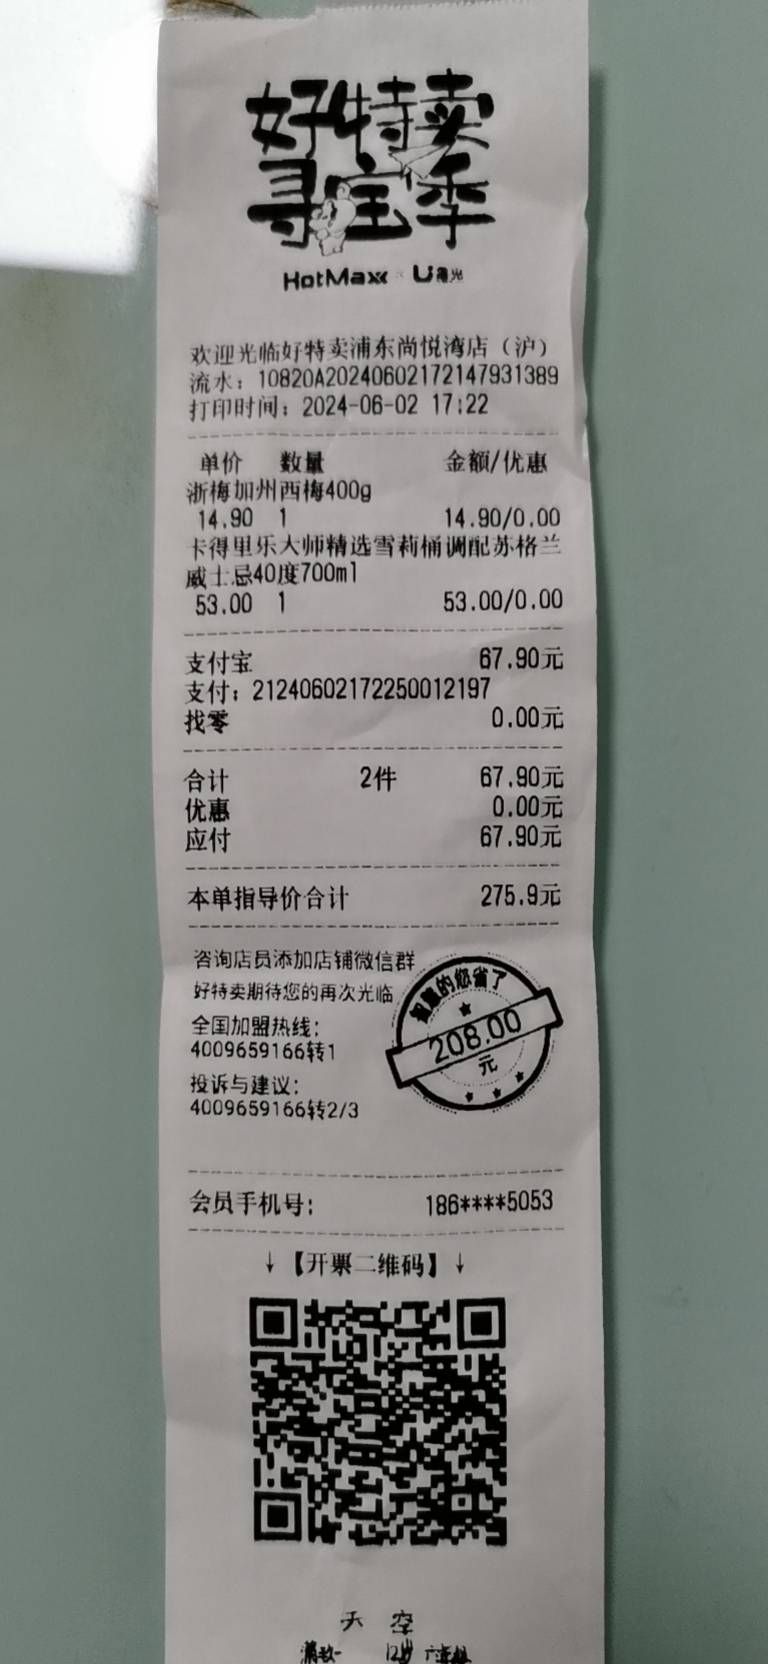 好特卖
寻宝季
HotMaxx × U
欢迎光临好特卖浦东尚悦湾店（沪）
流水：10820A202406021721479313​89
打印时间：2024-06-02 17:22
单价 数量 金额/优惠
浙梅加州西梅400g
14.90 1 14.90/0.00
卡得里乐大师精选雪莉桶调配苏格兰
威士忌40度700ml
53.00 1 53.00/0.00
支付宝 67.90元
支付：21240602172250012197
找零 0.00元
合计 2件 67.90元
优惠 0.00元
应付 67.90元
本单指导价合计 275.9元
咨询店员添加店铺微信群
好特卖期待您的再次光临
全国加盟热线：
4009659166转1
投诉与建议：
4009659166转2/3
的您省了
208.00
元
会员手机号： 186****5053
↓【开票二维码】↓
天空